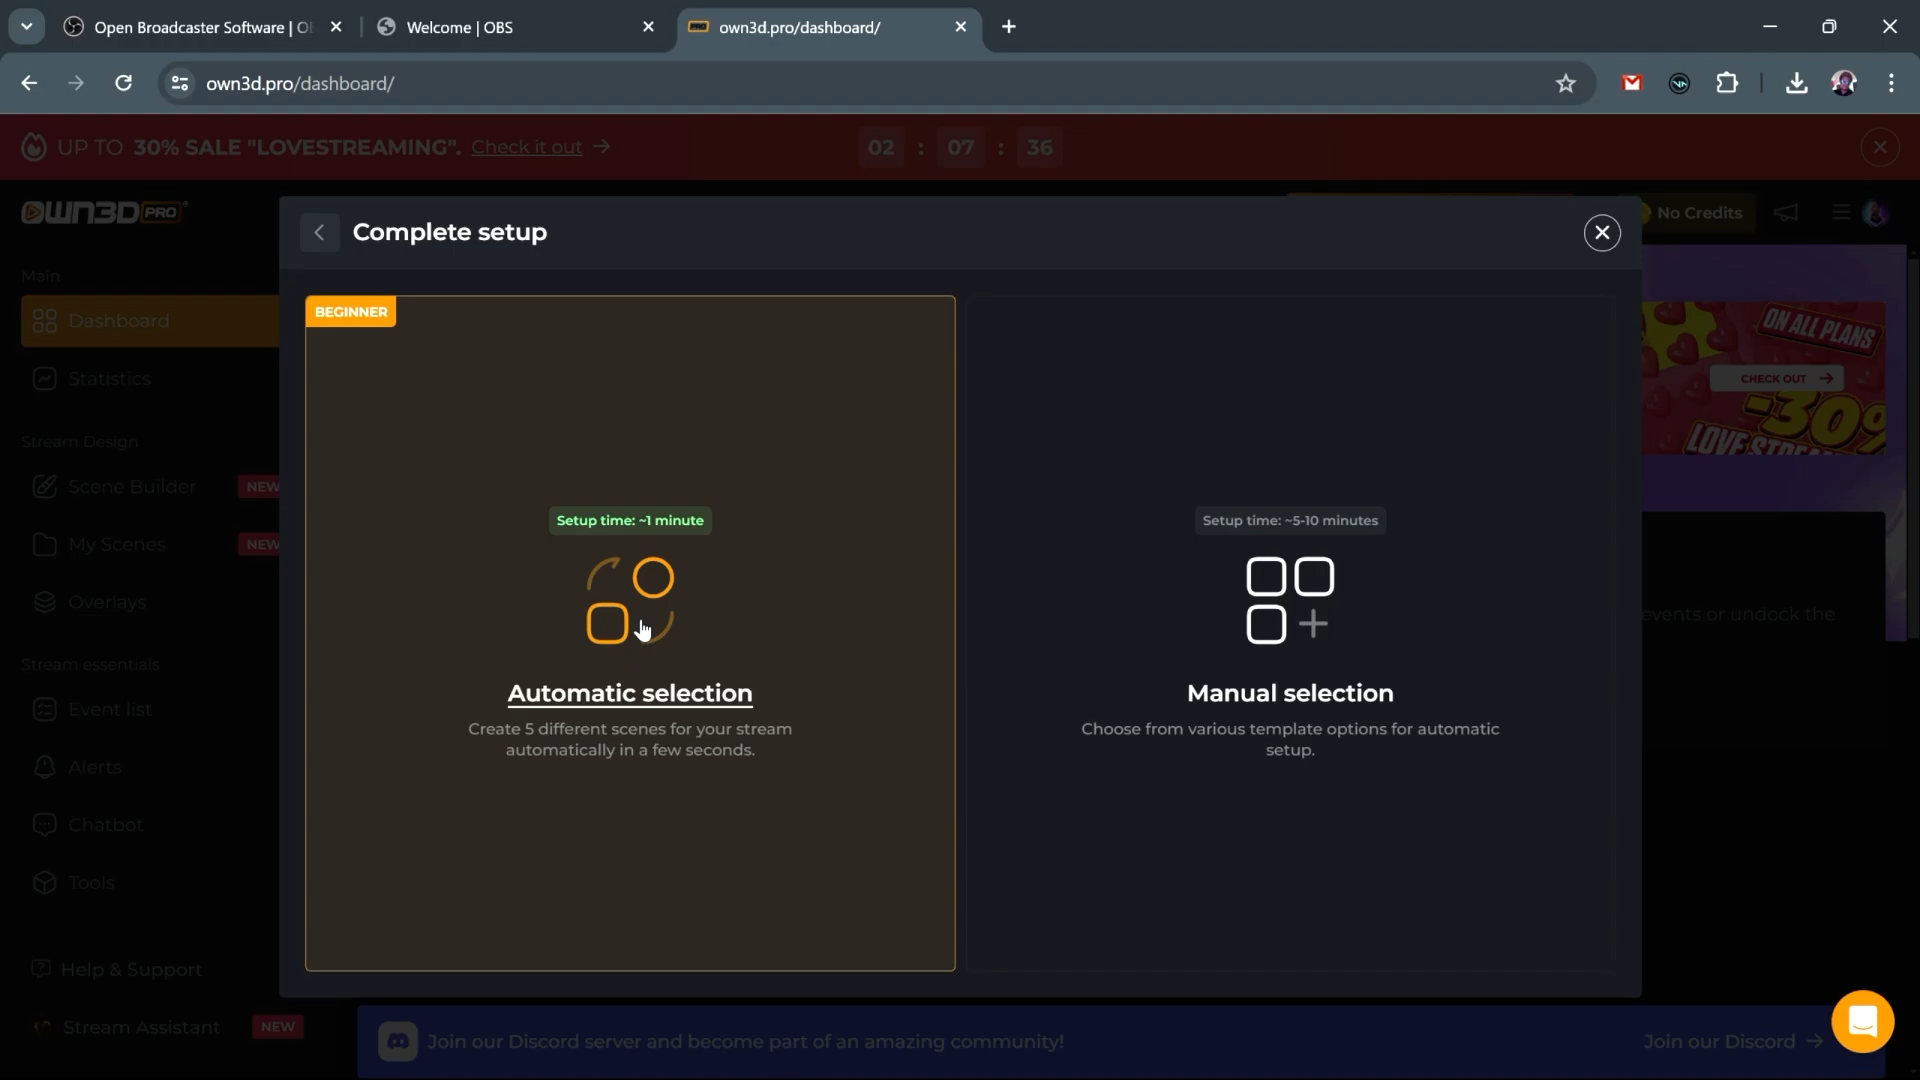 Open Broadcaster Software | OB
Welcome | OBS
own3d.pro/dashboard/
own3d.pro/dashboard/
UP TO 30% SALE "LOVESTREAMING". Check it out →
02 : 07 : 36
OWN3D PRO
No Credits
Complete setup
Main
Dashboard
Statistics
Stream Design
Scene Builder NEW
My Scenes NEW
Overlays
Stream essentials
Event list
Alerts
Chatbot
Tools
Help & Support
Stream Assistant NEW
BEGINNER
Setup time: ~1 minute
Automatic selection
Create 5 different scenes for your stream
automatically in a few seconds.
Setup time: ~5-10 minutes
Manual selection
Choose from various template options for automatic
setup.
ON ALL PLANS
CHECK OUT →
-30%
LOVE STREAM
events or undock the
Join our Discord server and become part of an amazing community!
Join our Discord →